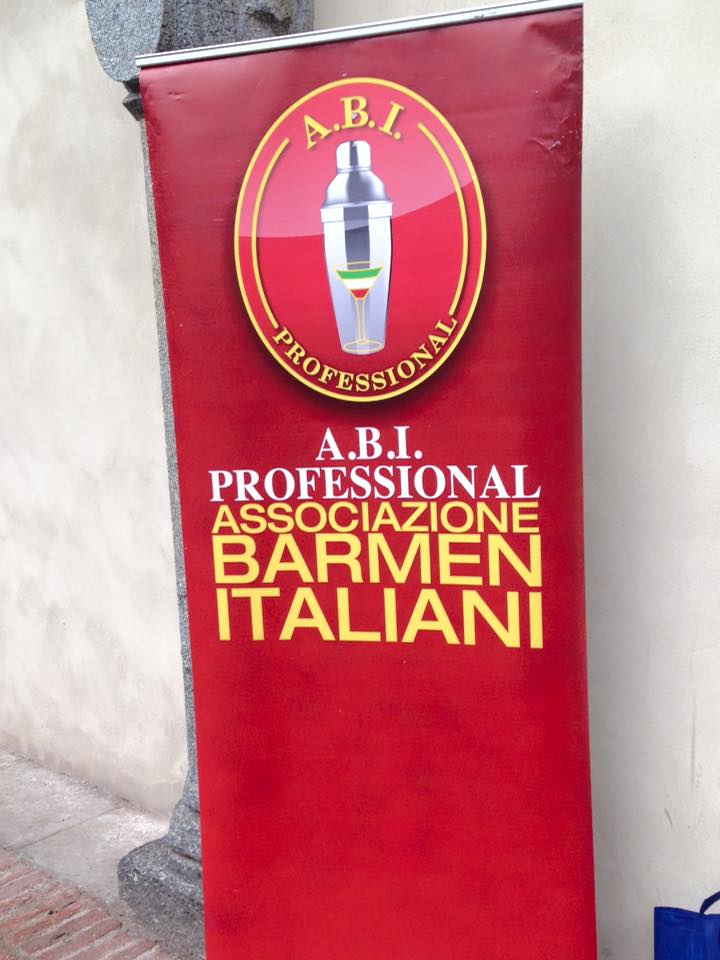 A.B.I.
PROFESSIONAL
A.B.I.
PROFESSIONAL
ASSOCIAZIONE
BARMEN
ITALIANI